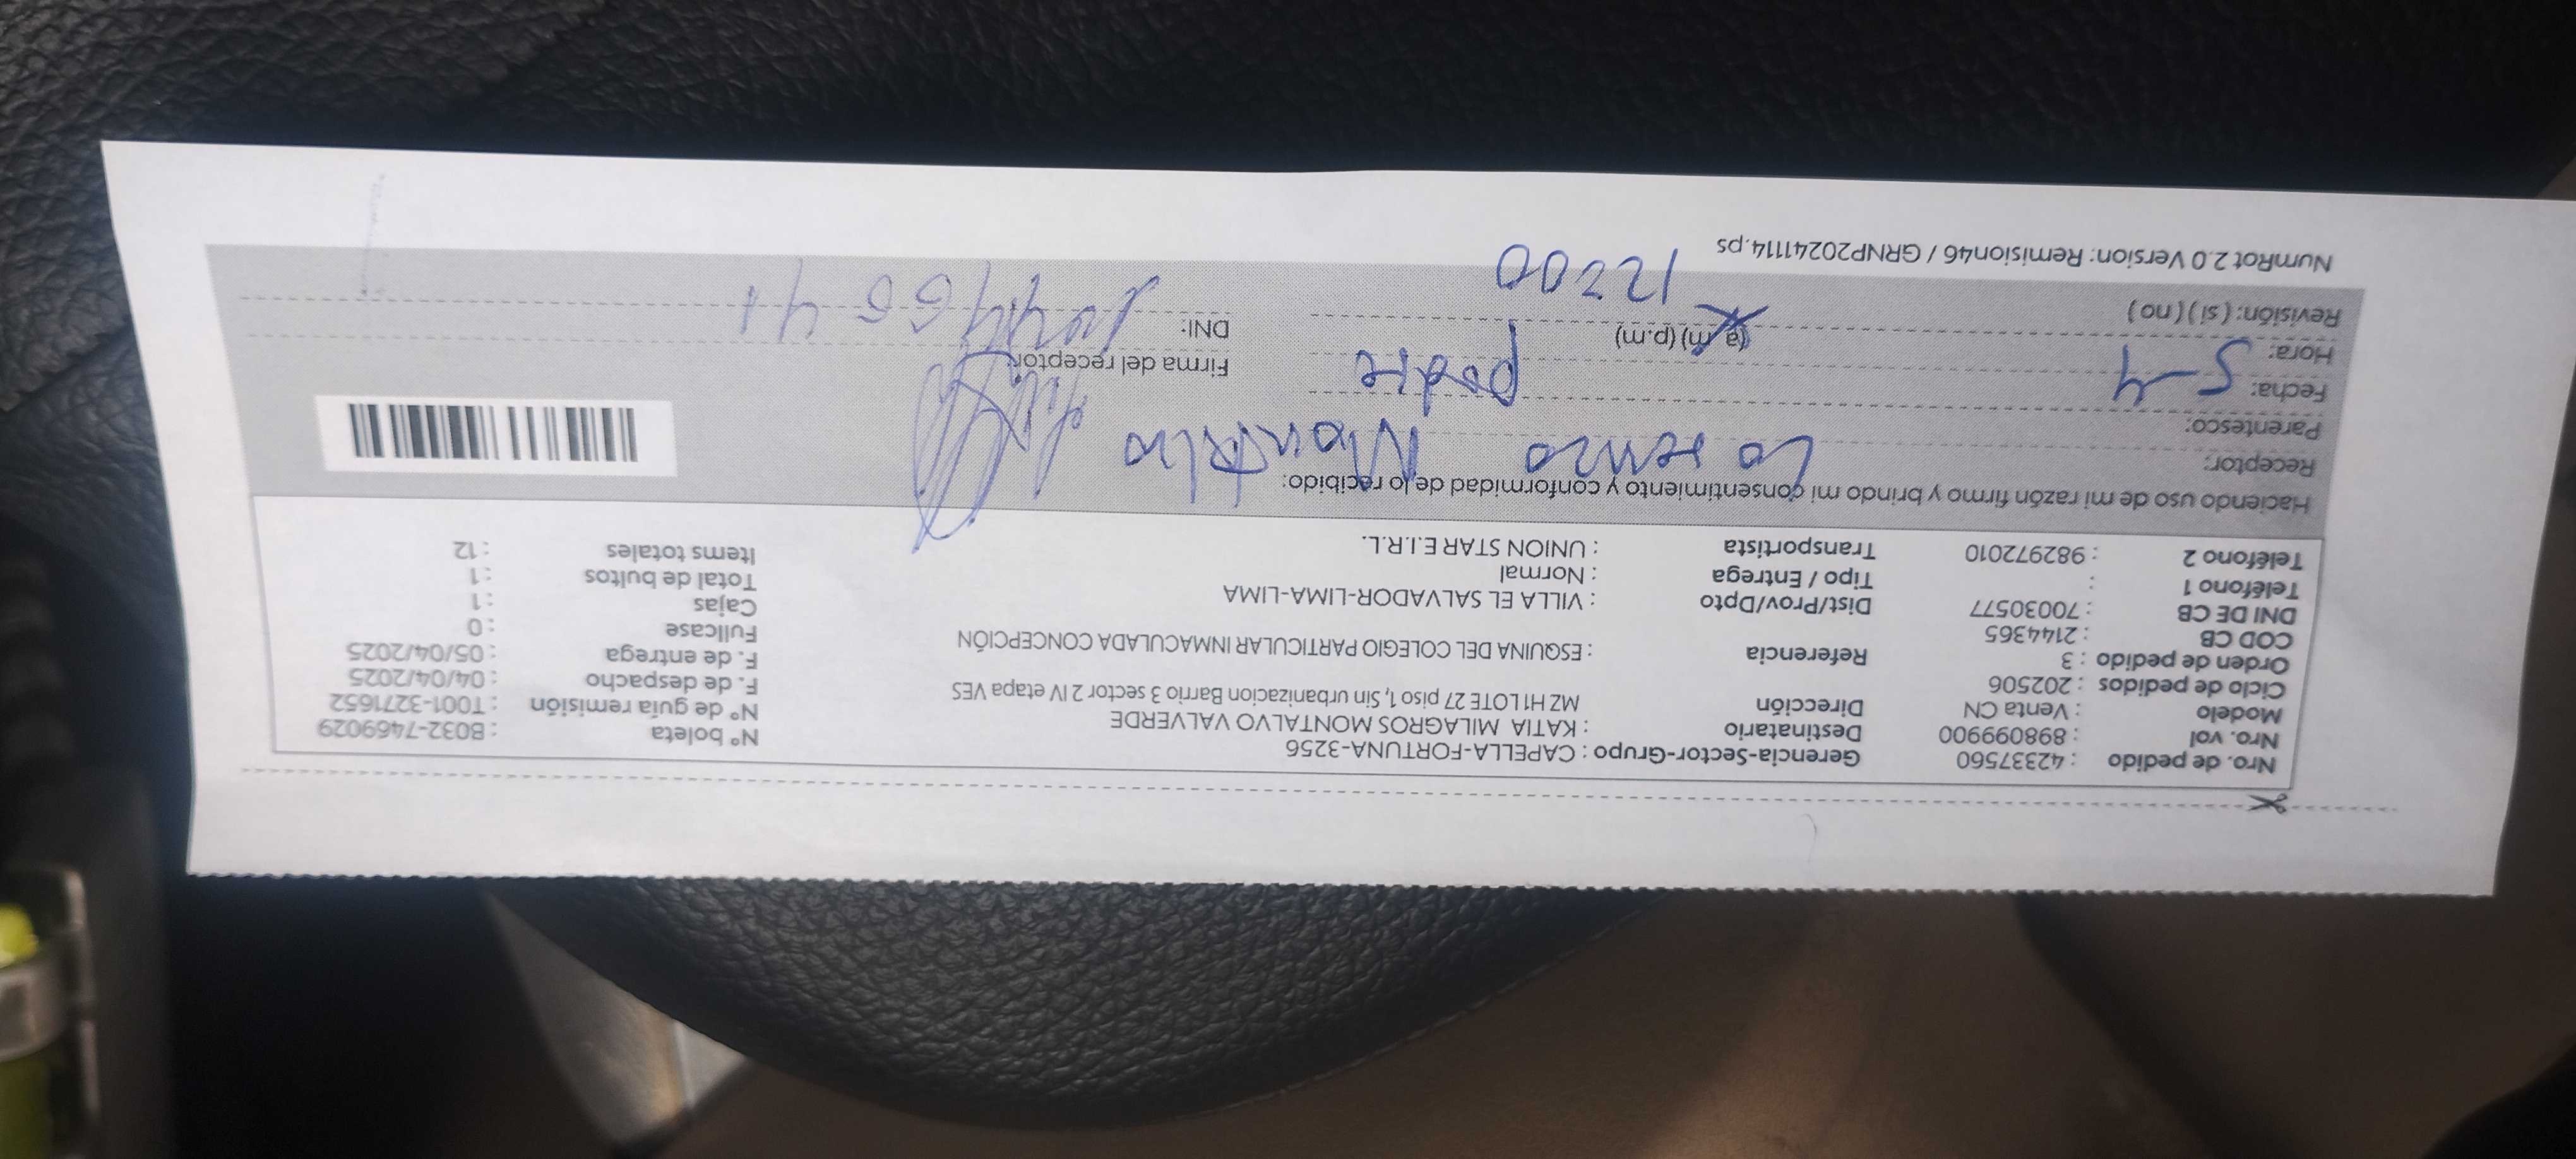 Nro. de pedido : 42337560 Gerencia-Sector-Grupo : CAPELLA-FORTUNA-3256 N° boleta : B032-7469029
Nro. vol : 898099900 Destinatario : KATIA MILAGROS MONTALVO VALVERDE N° de guía remisión : T001-3271652
Modelo : Venta CN Dirección MZ H1 LOTE 27 piso 1, Sin urbanizacion Barrio 3 sector 2 IV etapa VES F. de despacho : 04/04/2025
Ciclo de pedidos : 202506 F. de entrega : 05/04/2025
Orden de pedido : 3 Referencia : ESQUINA DEL COLEGIO PARTICULAR INMACULADA CONCEPCIÓN Fullcase : 0
COD CB : 2144365 Cajas : 1
DNI DE CB : 70030577 Dist/Prov/Dpto : VILLA EL SALVADOR-LIMA-LIMA Total de bultos : 1
Teléfono 1 : Tipo / Entrega : Normal Items totales : 12
Teléfono 2 : 982972010 Transportista : UNION STAR E.I.R.L.
Haciendo uso de mi razón firmo y brindo mi consentimiento y conformidad de lo recibido:
Receptor:
Parentesco: padre
Fecha: 5-4 Firma del receptor:
Hora: (a.m) (p.m) DNI:
Revisión: ( si ) ( no )
NumRot 2.0 Version: Remision46 / GRNP20241114.ps